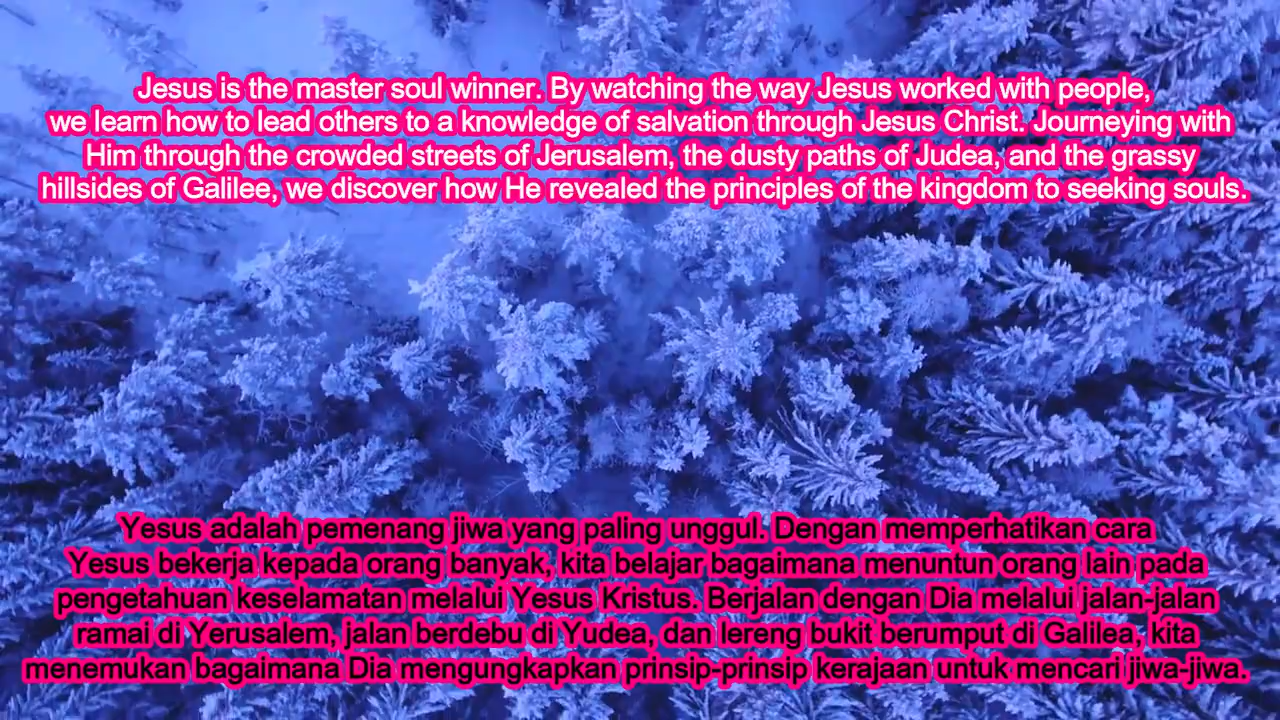 Jesus is the master soul winner. By watching the way Jesus worked with people,
we learn how to lead others to a knowledge of salvation through Jesus Christ. Journeying with
Him through the crowded streets of Jerusalem, the dusty paths of Judea, and the grassy
hillsides of Galilee, we discover how He revealed the principles of the kingdom to seeking souls.
Yesus adalah pemenang jiwa yang paling unggul. Dengan memperhatikan cara
Yesus bekerja kepada orang banyak, kita belajar bagaimana menuntun orang lain pada
pengetahuan keselamatan melalui Yesus Kristus. Berjalan dengan Dia melalui jalan-jalan
ramai di Yerusalem, jalan berdebu di Yudea, dan lereng bukit berumput di Galilea, kita
menemukan bagaimana Dia mengungkapkan prinsip-prinsip kerajaan untuk mencari jiwa-jiwa.